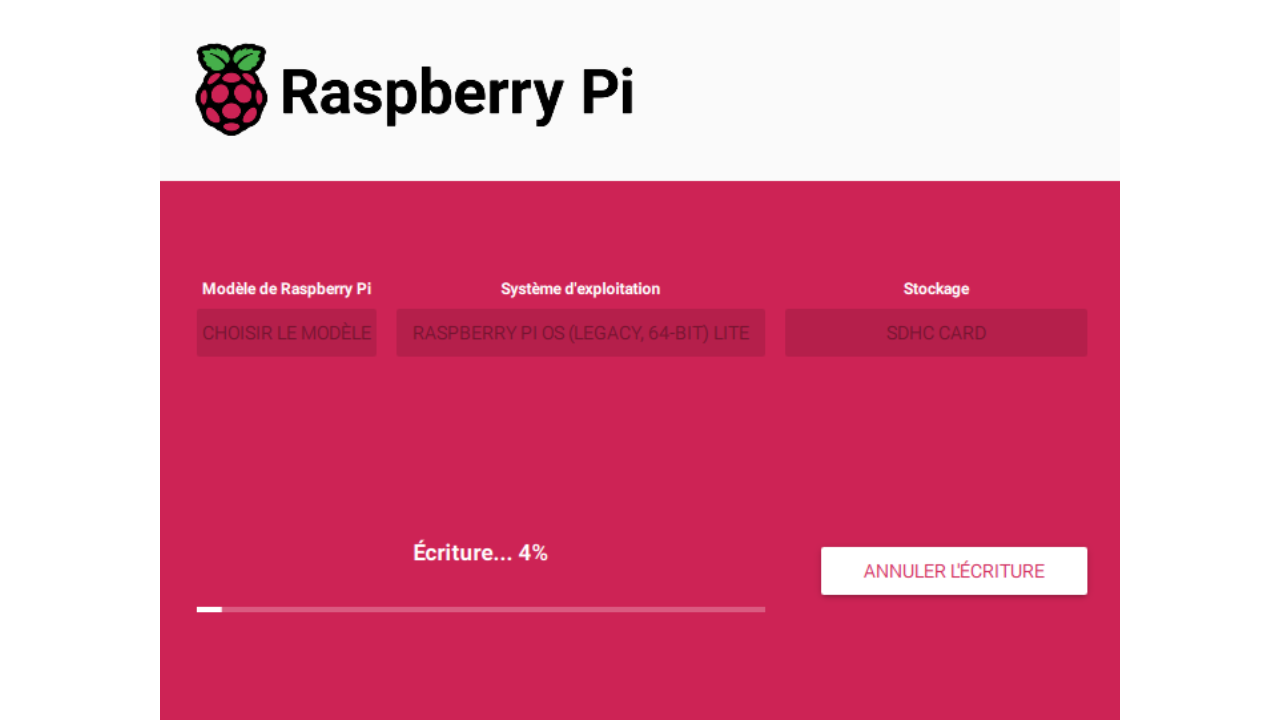 Raspberry Pi
Modèle de Raspberry Pi Système d'exploitation Stockage
CHOISIR LE MODÈLE RASPBERRY PI OS (LEGACY, 64-BIT) LITE SDHC CARD
Écriture... 4%
ANNULER L'ÉCRITURE